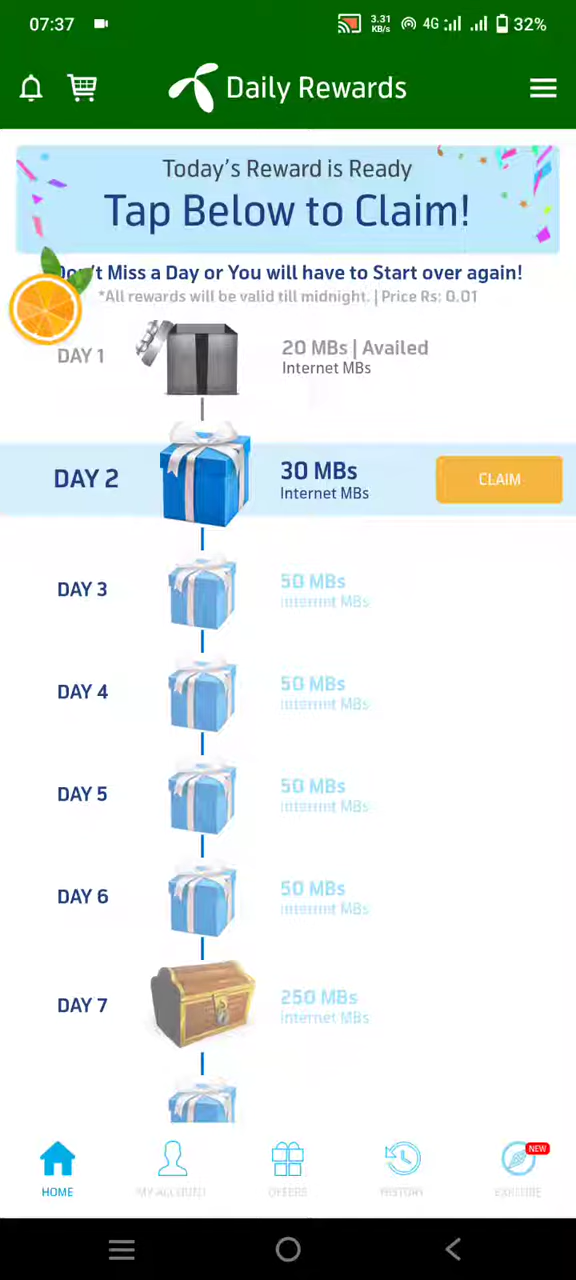 07:37 3.31 KB/s 4G 32%
Daily Rewards
Today's Reward is Ready
Tap Below to Claim!
Don't Miss a Day or You will have to Start over again!
*All rewards will be valid till midnight. | Price Rs: 0.01
DAY 1
20 MBs | Availed
Internet MBs
DAY 2
30 MBs
Internet MBs
CLAIM
DAY 3
50 MBs
Internet MBs
DAY 4
50 MBs
Internet MBs
DAY 5
50 MBs
Internet MBs
DAY 6
50 MBs
Internet MBs
DAY 7
250 MBs
Internet MBs
NEW
HOME MY ACCOUNT OFFERS HISTORY EXPLORE